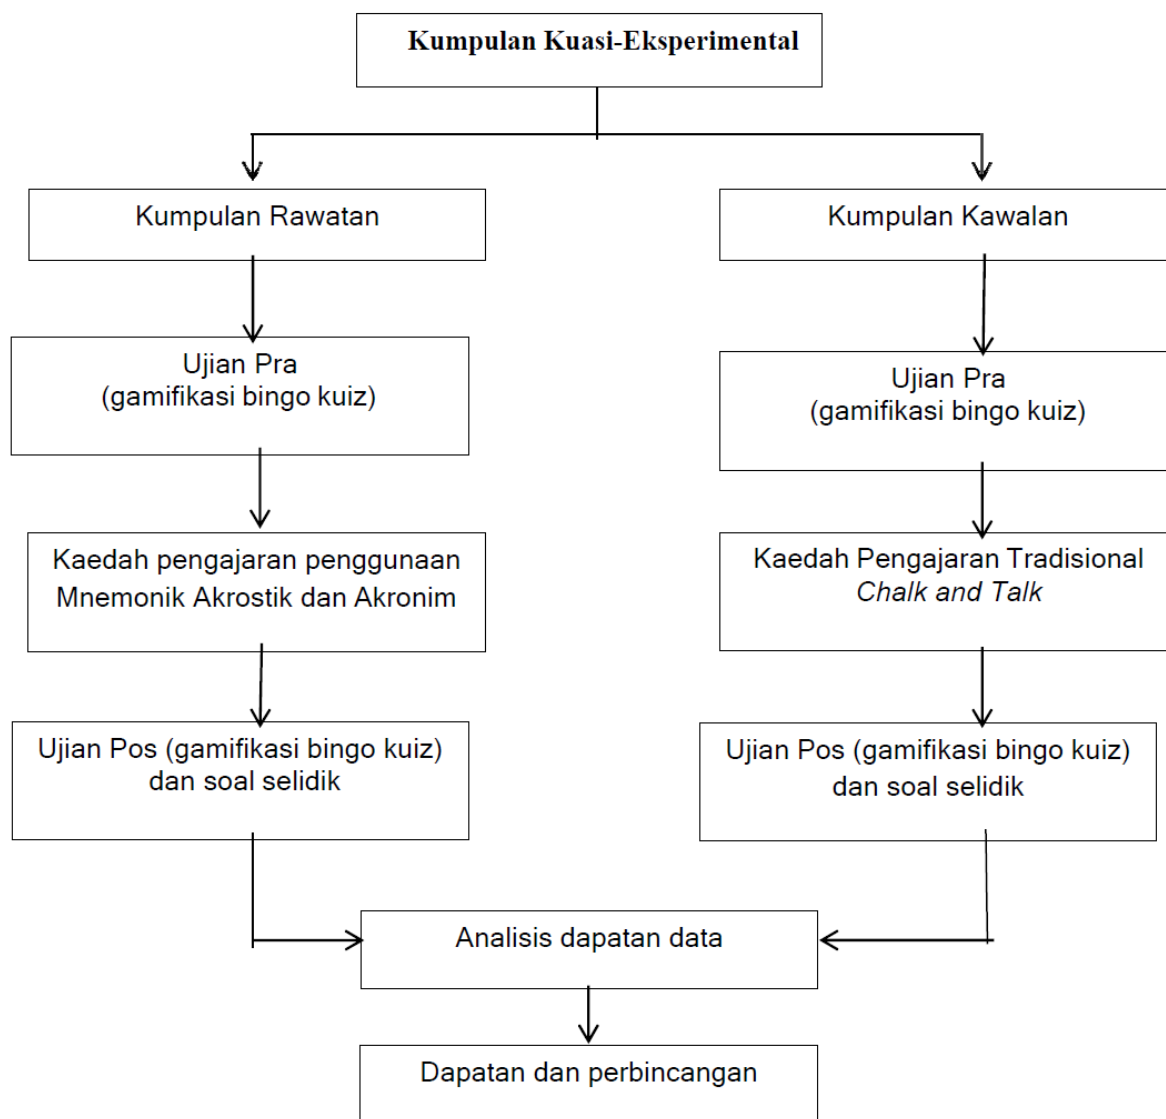 Kumpulan Kuasi-Eksperimental
Kumpulan Rawatan
Kumpulan Kawalan
Ujian Pra
(gamifikasi bingo kuiz)
Ujian Pra
(gamifikasi bingo kuiz)
Kaedah pengajaran penggunaan
Mnemonik Akrostik dan Akronim
Kaedah Pengajaran Tradisional
Chalk and Talk
Ujian Pos (gamifikasi bingo kuiz)
dan soal selidik
Ujian Pos (gamifikasi bingo kuiz)
dan soal selidik
Analisis dapatan data
Dapatan dan perbincangan